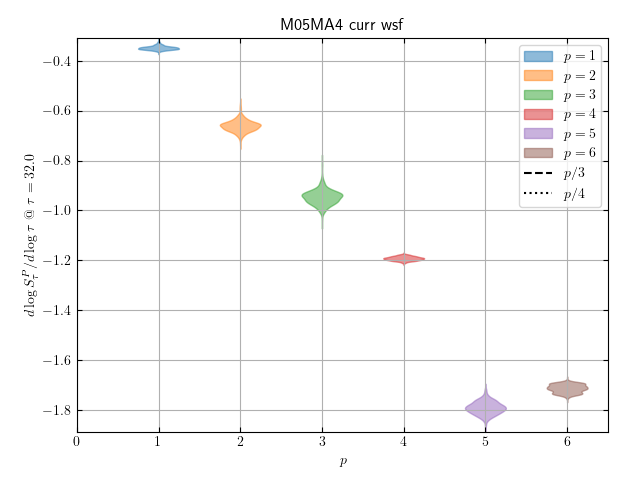 M05MA4 curr wsf
d log S_τ^P / d log τ @ τ = 32.0
−0.4
−0.6
−0.8
−1.0
−1.2
−1.4
−1.6
−1.8
0 1 2 3 4 5 6
p
p = 1
p = 2
p = 3
p = 4
p = 5
p = 6
p/3
p/4